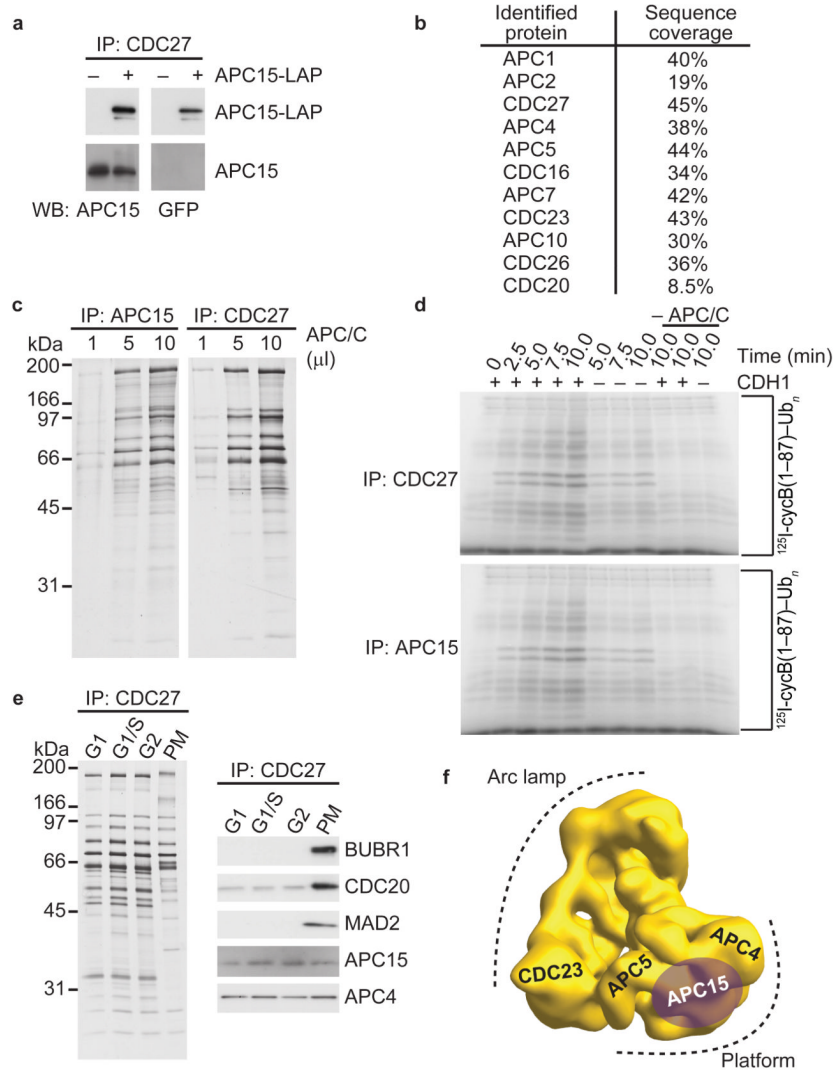 a
IP: CDC27
– + – + APC15-LAP
APC15-LAP
APC15
WB: APC15 GFP
b
Identified protein Sequence coverage
APC1 40%
APC2 19%
CDC27 45%
APC4 38%
APC5 44%
CDC16 34%
APC7 42%
CDC23 43%
APC10 30%
CDC26 36%
CDC20 8.5%
c
IP: APC15 IP: CDC27
kDa 1 5 10 1 5 10 APC/C (µl)
200
166
97
66
45
31
d
– APC/C
0 2.5 5.0 7.5 10.0 5.0 7.5 10.0 10.0 10.0 10.0 Time (min)
+ + + + + – – – + + – CDH1
IP: CDC27
¹²⁵I-cycB(1–87)–Ubₙ
IP: APC15
¹²⁵I-cycB(1–87)–Ubₙ
e
IP: CDC27
kDa G1 G1/S G2 PM
200
166
97
66
45
31
IP: CDC27
G1 G1/S G2 PM
BUBR1
CDC20
MAD2
APC15
APC4
f
Arc lamp
CDC23 APC5 APC15 APC4
Platform